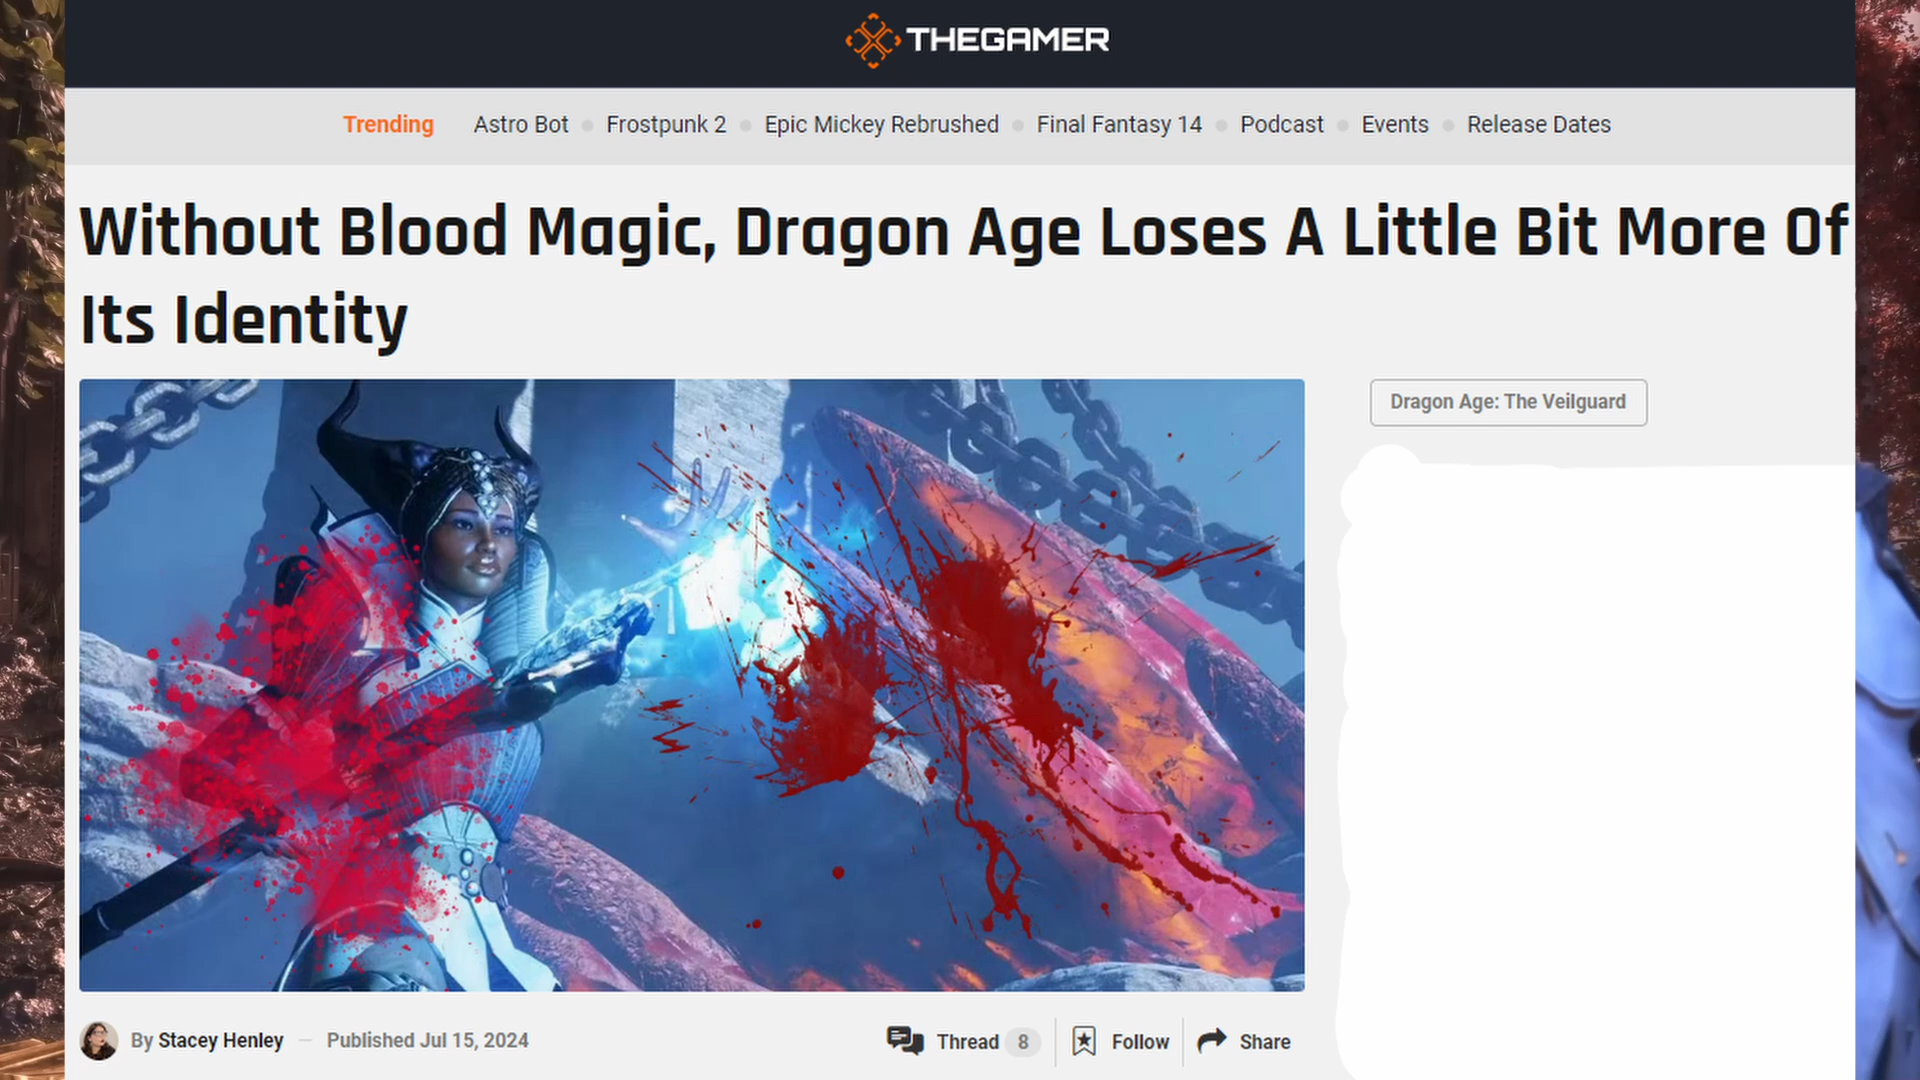 THEGAMER
Trending Astro Bot Frostpunk 2 Epic Mickey Rebrushed Final Fantasy 14 Podcast Events Release Dates
Without Blood Magic, Dragon Age Loses A Little Bit More Of
Its Identity
Dragon Age: The Veilguard
By Stacey Henley — Published Jul 15, 2024
Thread 8 Follow Share